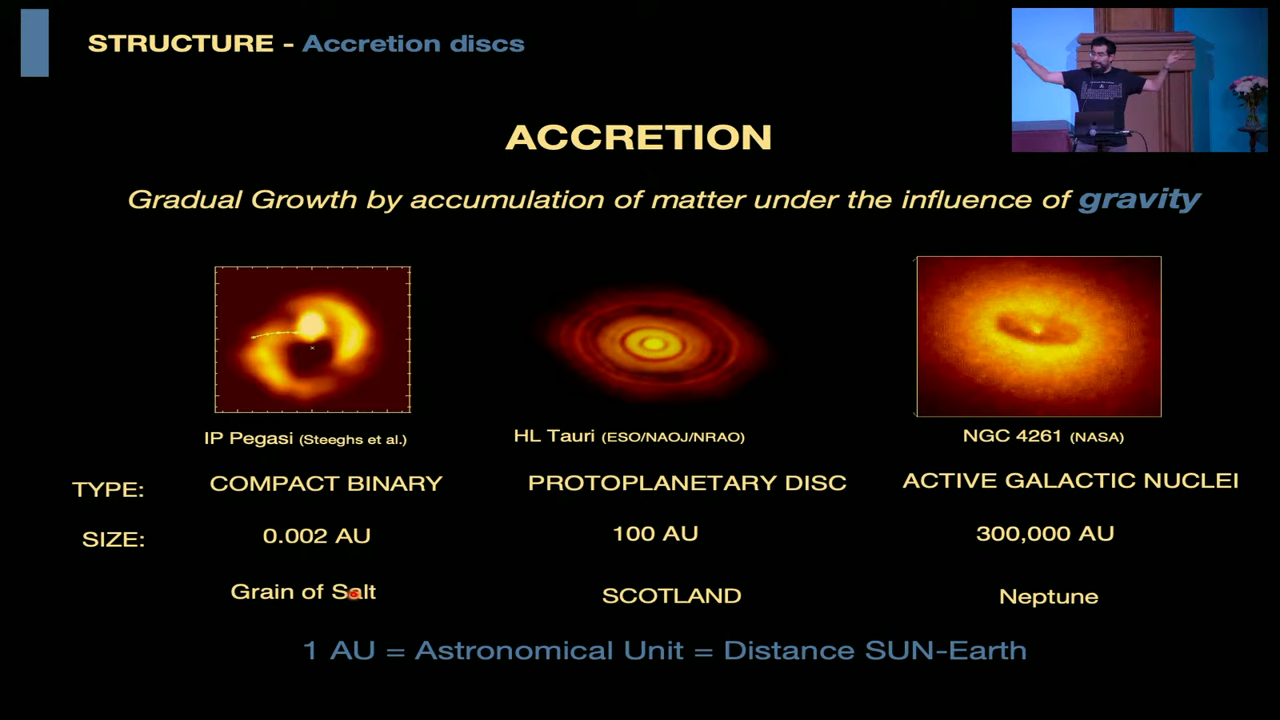 STRUCTURE - Accretion discs
ACCRETION
Gradual Growth by accumulation of matter under the influence of gravity
IP Pegasi (Steeghs et al.)
HL Tauri (ESO/NAOJ/NRAO)
NGC 4261 (NASA)
TYPE: COMPACT BINARY PROTOPLANETARY DISC ACTIVE GALACTIC NUCLEI
SIZE: 0.002 AU 100 AU 300,000 AU
Grain of Salt SCOTLAND Neptune
1 AU = Astronomical Unit = Distance SUN-Earth